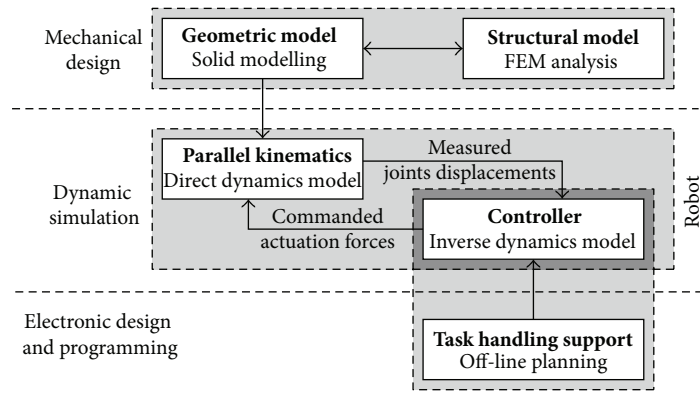 Mechanical
design
Geometric model
Solid modelling
Structural model
FEM analysis
Dynamic
simulation
Parallel kinematics
Direct dynamics model
Measured
joints displacements
Commanded
actuation forces
Controller
Inverse dynamics model
Robot
Electronic design
and programming
Task handling support
Off-line planning